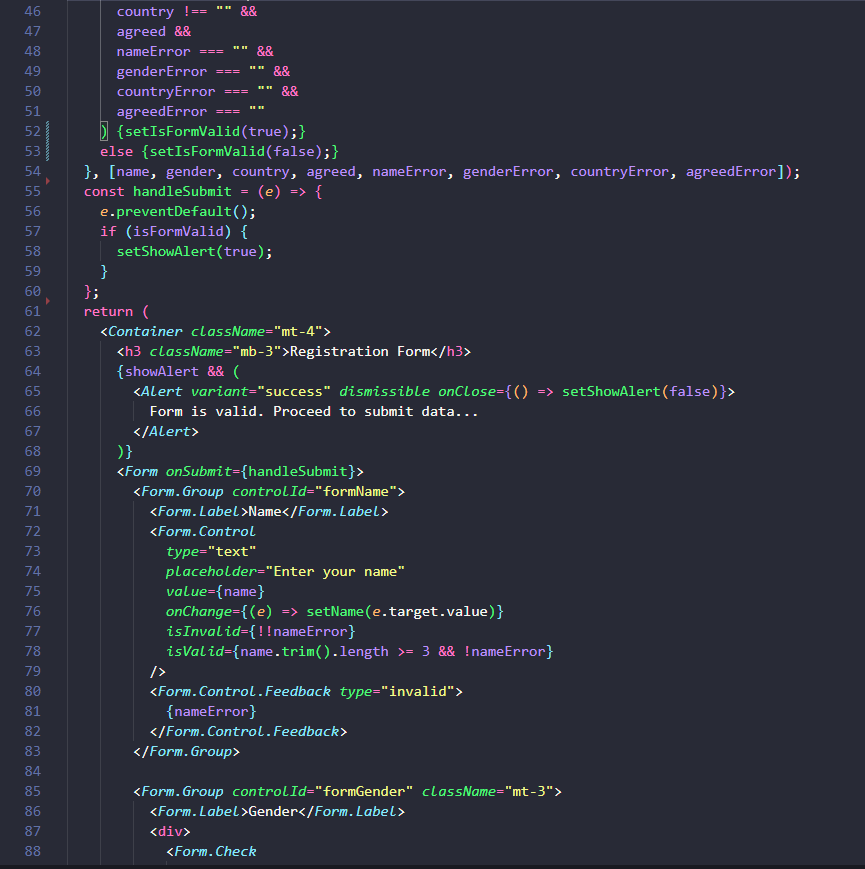 46 country !== "" &&
47 agreed &&
48 nameError === "" &&
49 genderError === "" &&
50 countryError === "" &&
51 agreedError === ""
52 ) {setIsFormValid(true);}
53 else {setIsFormValid(false);}
54 }, [name, gender, country, agreed, nameError, genderError, countryError, agreedError]);
55 const handleSubmit = (e) => {
56 e.preventDefault();
57 if (isFormValid) {
58 setShowAlert(true);
59 }
60 };
61 return (
62 <Container className="mt-4">
63 <h3 className="mb-3">Registration Form</h3>
64 {showAlert && (
65 <Alert variant="success" dismissible onClose={() => setShowAlert(false)}>
66 Form is valid. Proceed to submit data...
67 </Alert>
68 )}
69 <Form onSubmit={handleSubmit}>
70 <Form.Group controlId="formName">
71 <Form.Label>Name</Form.Label>
72 <Form.Control
73 type="text"
74 placeholder="Enter your name"
75 value={name}
76 onChange={(e) => setName(e.target.value)}
77 isInvalid={!!nameError}
78 isValid={name.trim().length >= 3 && !nameError}
79 />
80 <Form.Control.Feedback type="invalid">
81 {nameError}
82 </Form.Control.Feedback>
83 </Form.Group>
84
85 <Form.Group controlId="formGender" className="mt-3">
86 <Form.Label>Gender</Form.Label>
87 <div>
88 <Form.Check